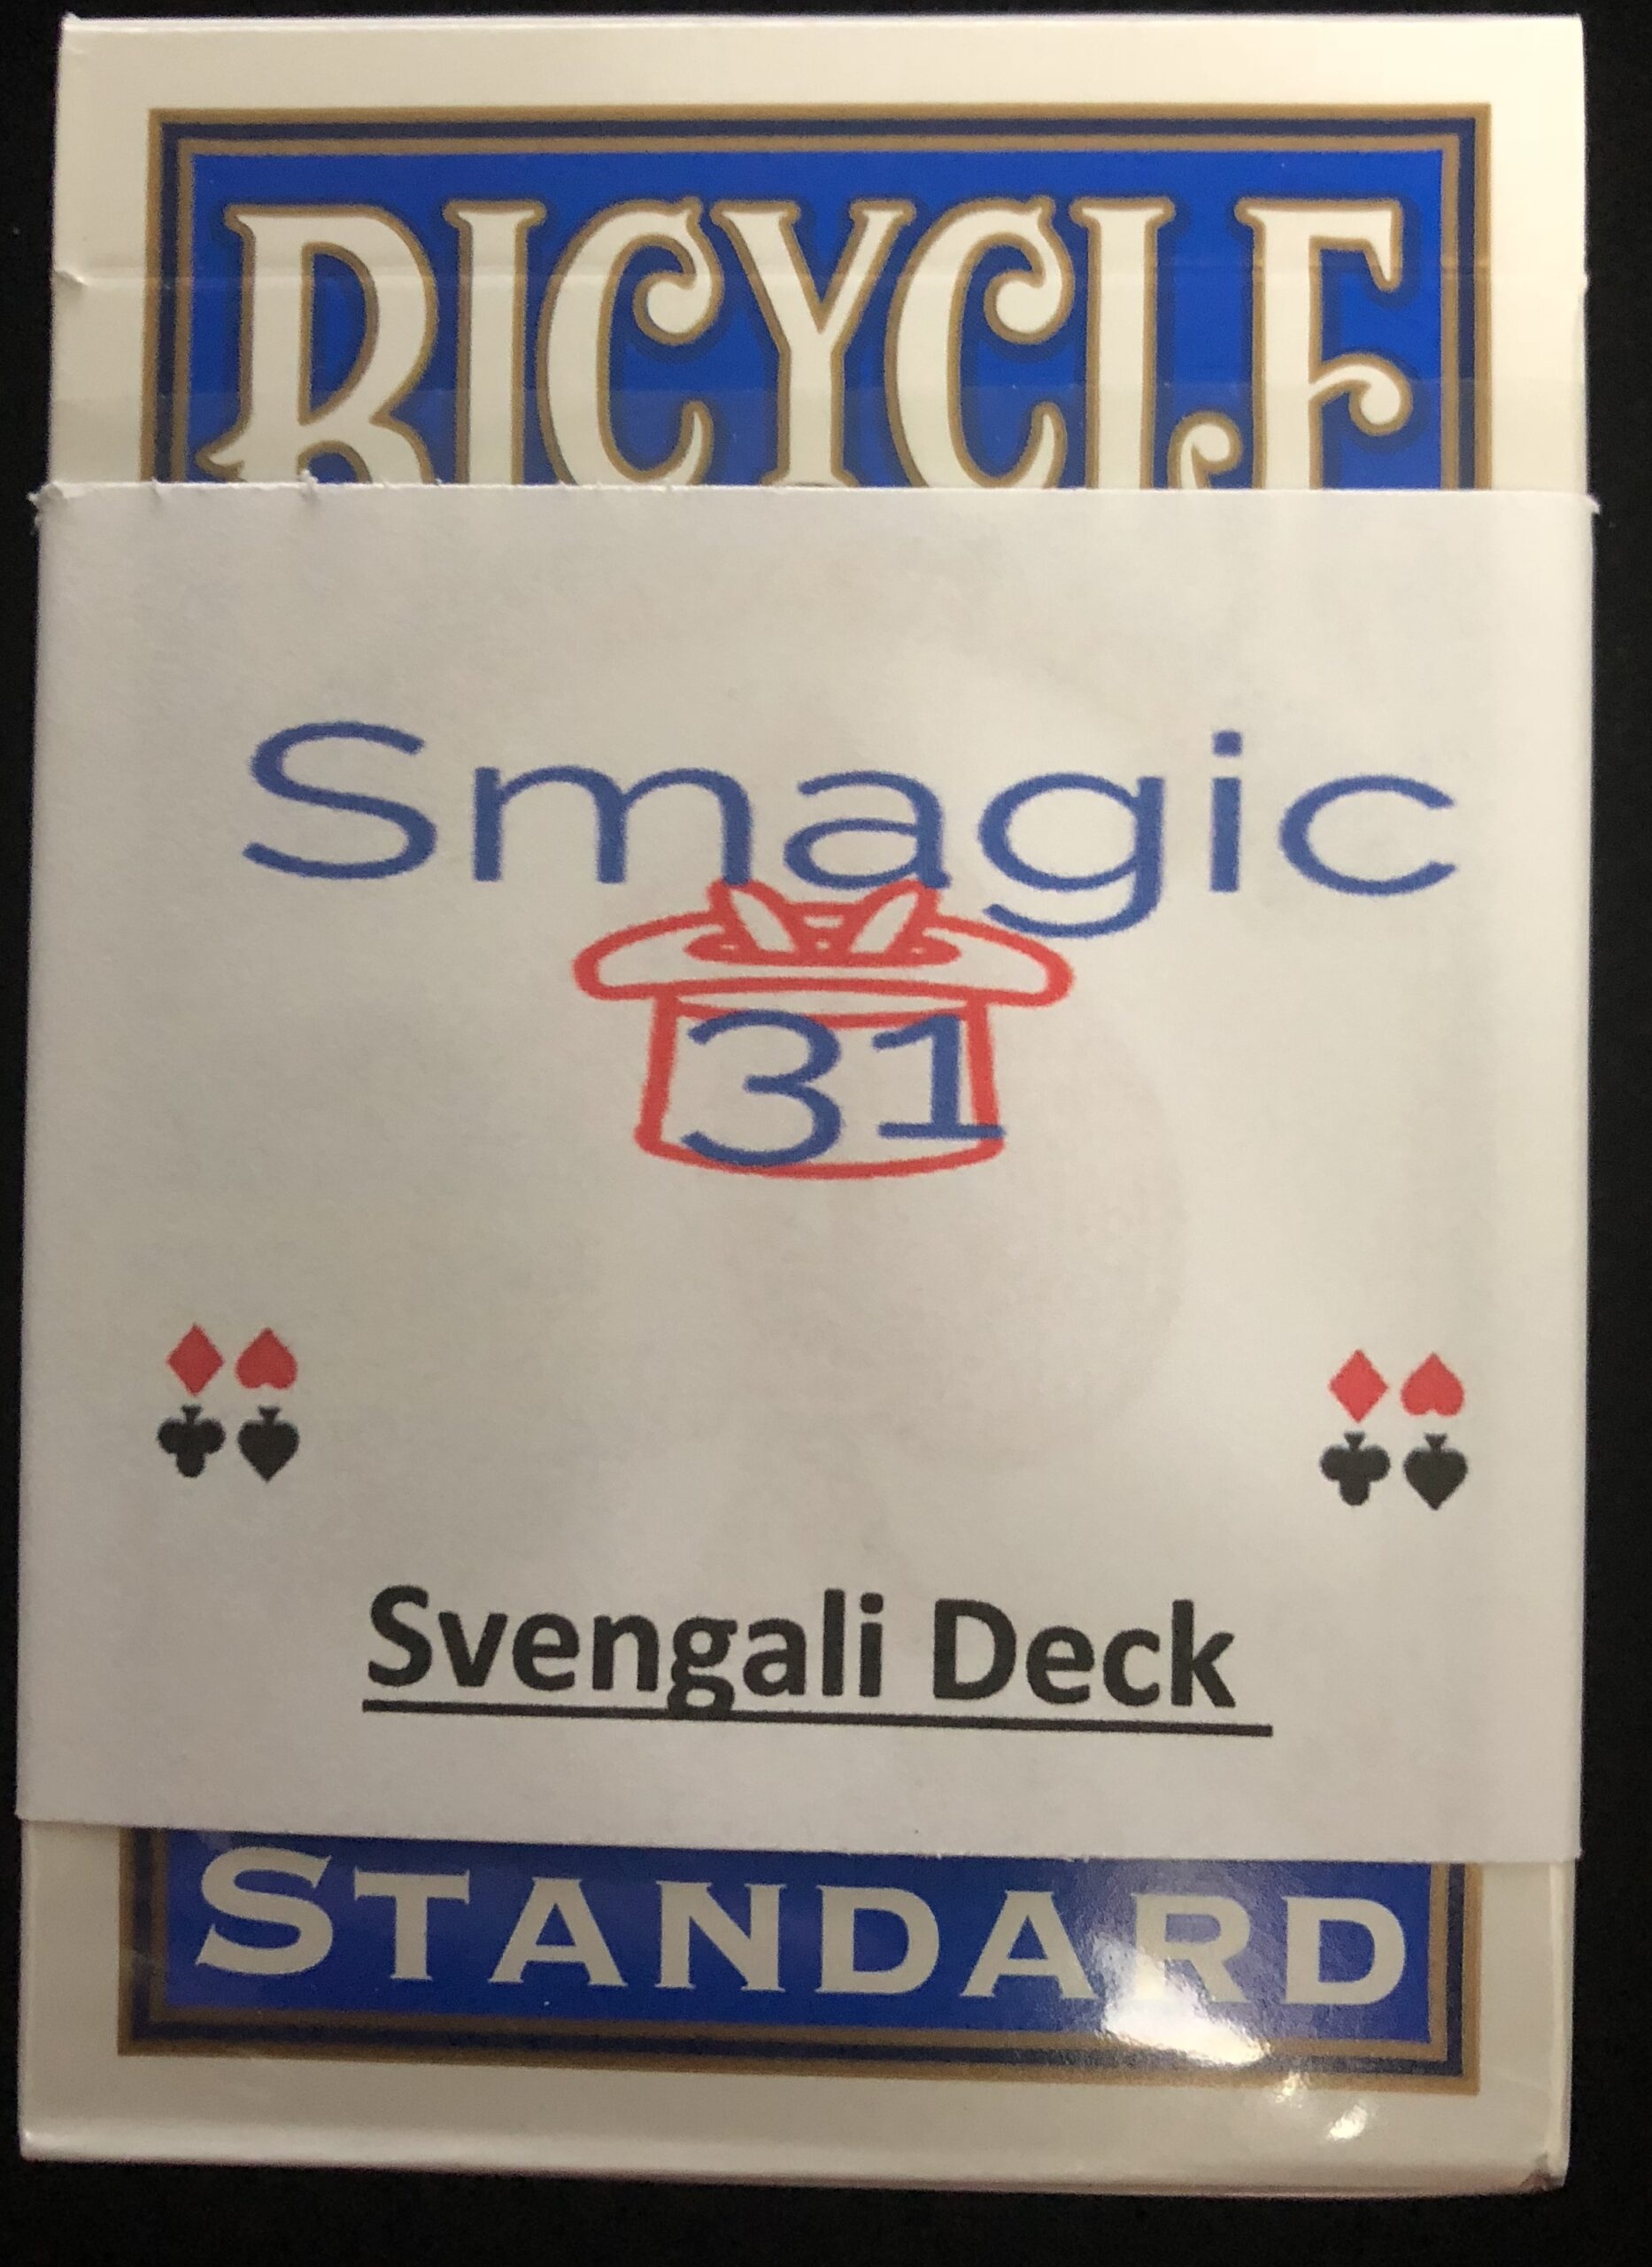 BICYCLE
Smagic
31
Svengali Deck
STANDARD